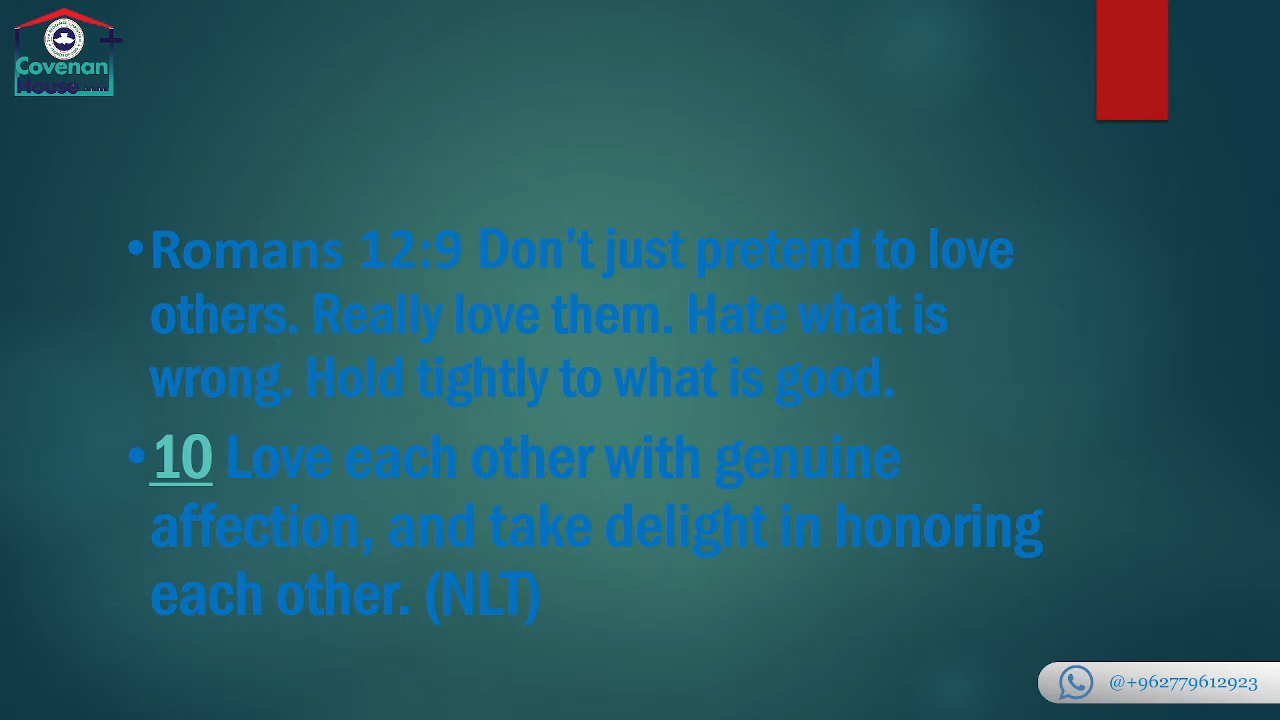 Covenan
House
•Romans 12:9 Don’t just pretend to love
others. Really love them. Hate what is
wrong. Hold tightly to what is good.
•10 Love each other with genuine
affection, and take delight in honoring
each other. (NLT)
@+962779612923